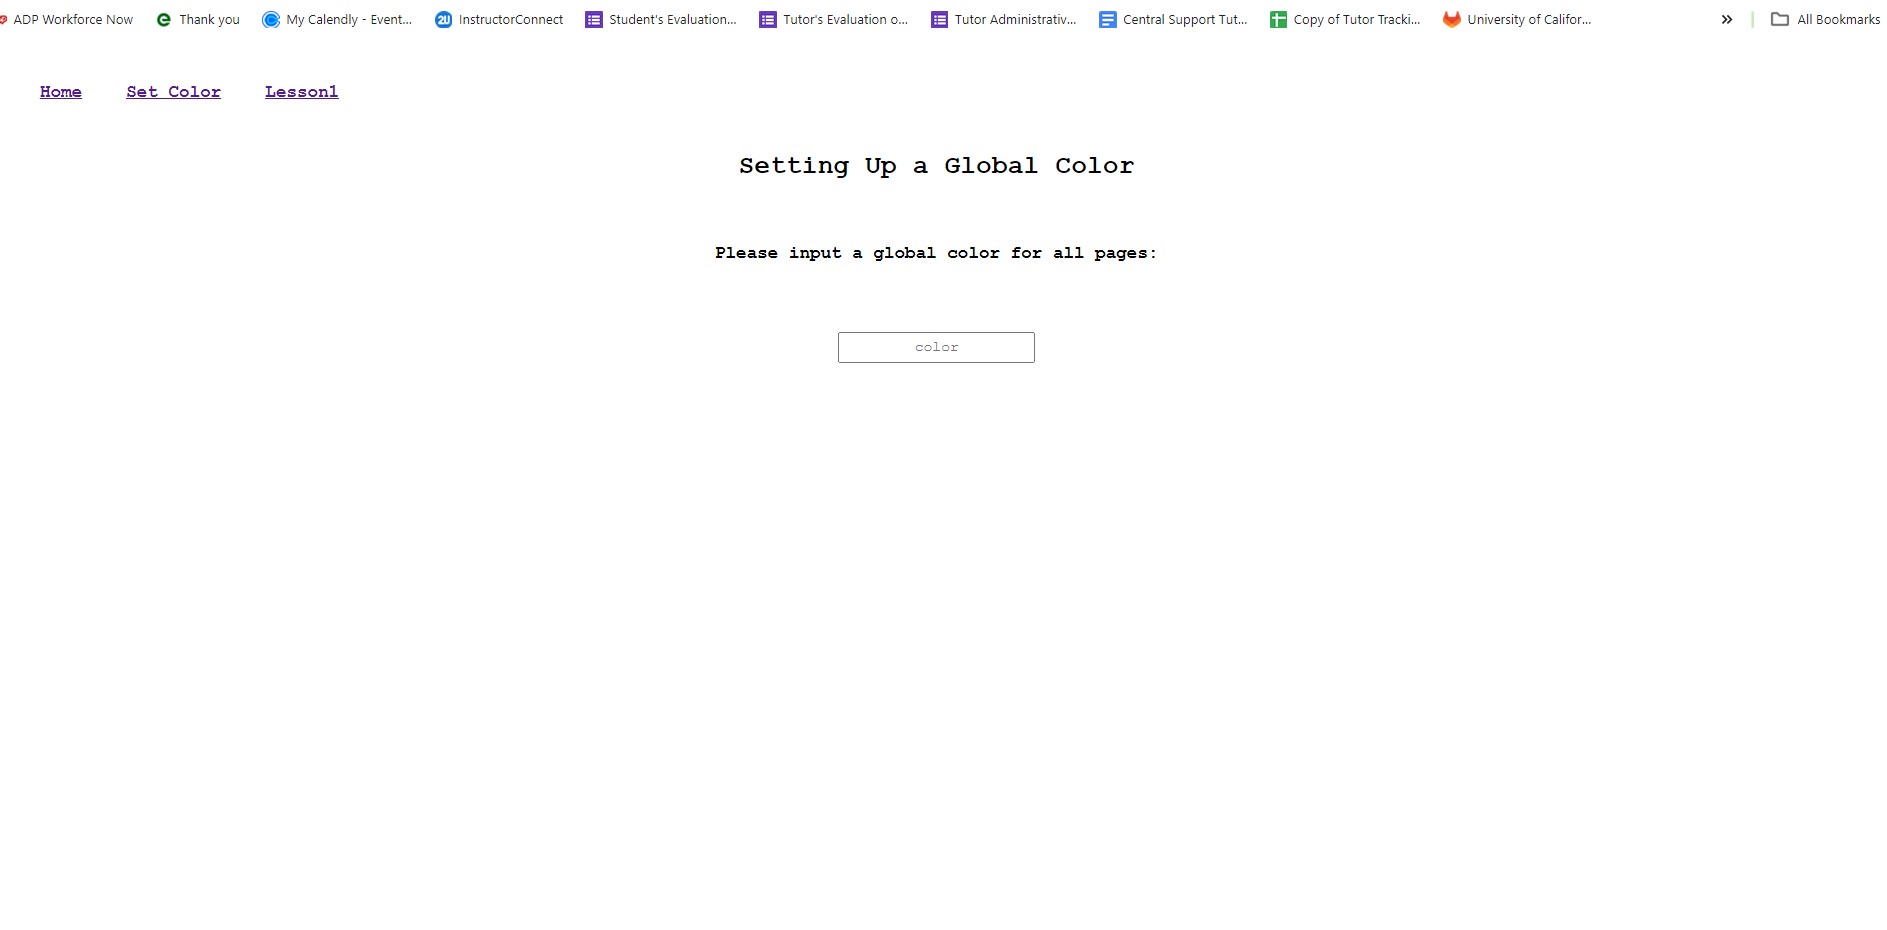 ADP Workforce Now Thank you My Calendly - Event... 2U InstructorConnect Student's Evaluation... Tutor's Evaluation o... Tutor Administrativ... Central Support Tut... Copy of Tutor Tracki... University of Califor... » All Bookmarks
Home Set Color Lesson1
Setting Up a Global Color
Please input a global color for all pages:
color